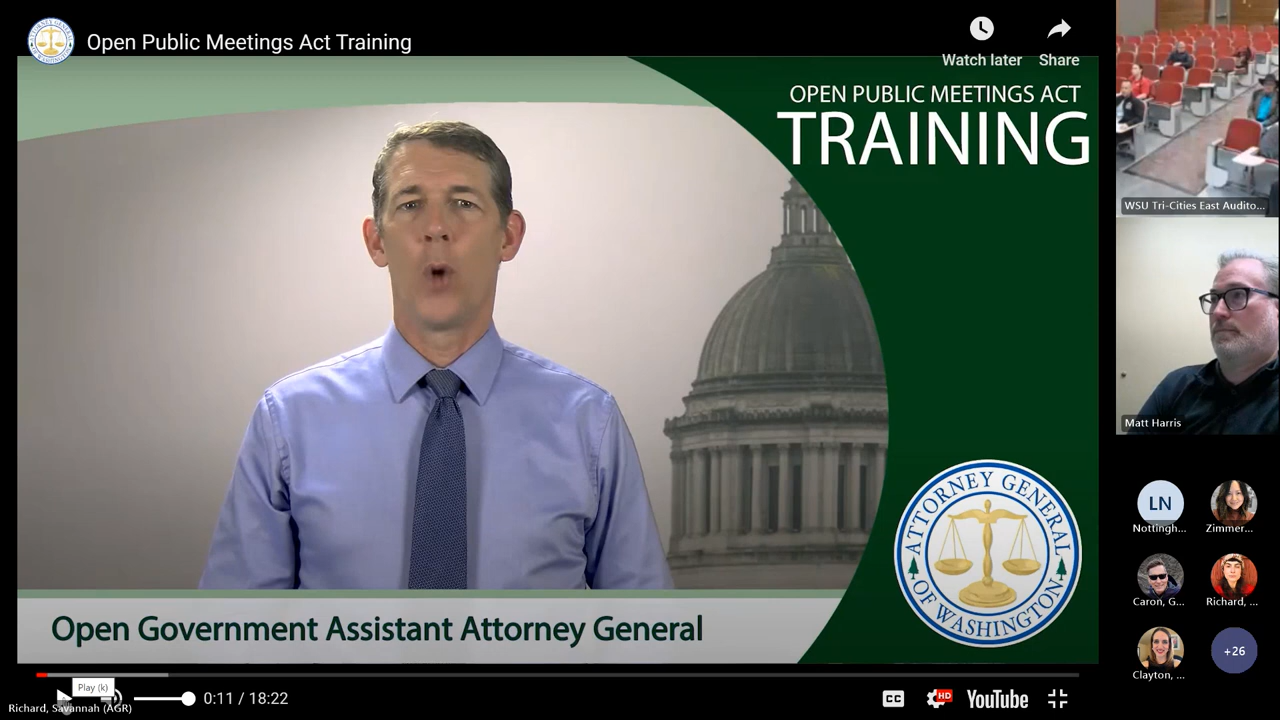 Open Public Meetings Act Training
Watch later
Share
OPEN PUBLIC MEETINGS ACT
TRAINING
ATTORNEY GENERAL
OF WASHINGTON
Open Government Assistant Attorney General
Play (k)
0:11 / 18:22
CC
HD
YouTube
Richard, Savannah (AGR)
WSU Tri-Cities East Audito...
Matt Harris
LN
Nottingh...
Zimmer...
Caron, G...
Richard, ...
Clayton, ...
+26